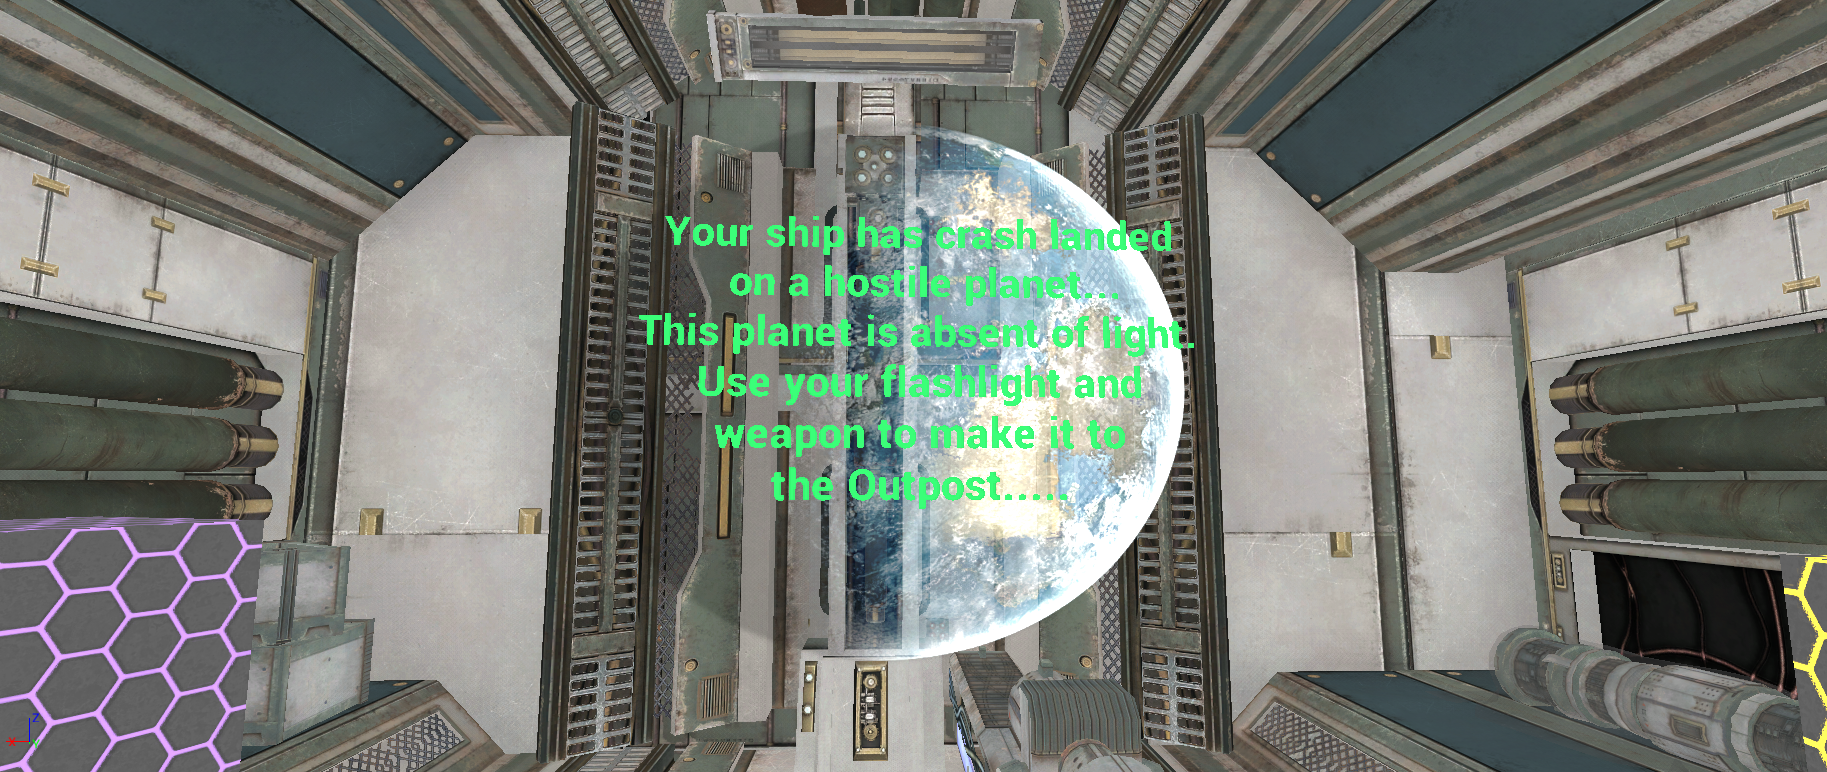 Your ship has crash landed
on a hostile planet...
This planet is absent of light.
Use your flashlight and
weapon to make it to
the Outpost.....
Z
X
Y